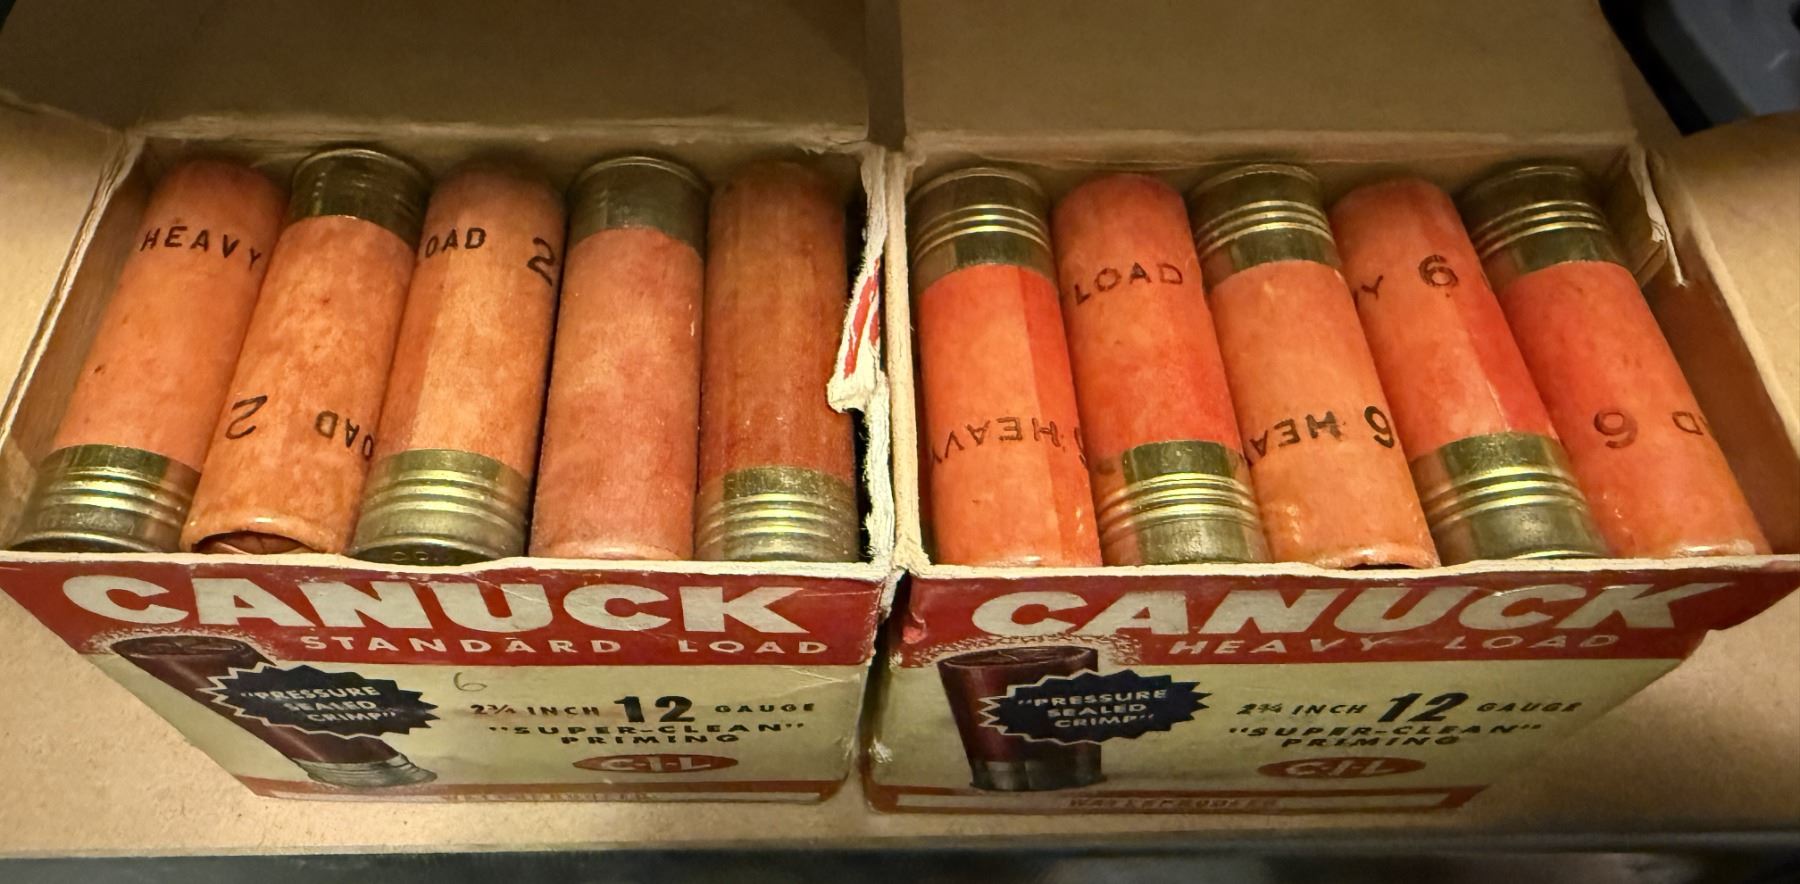 HEAVY
2
OAD
OAD 2
LOAD
HEAVY
Y 6
6 HEA
6
CANUCK
STANDARD LOAD
"PRESSURE
SEALED
CRIMP"
6
2¾ INCH 12 GAUGE
"SUPER-CLEAN"
PRIMING
C-I-L
CANUCK
HEAVY LOAD
"PRESSURE
SEALED
CRIMP"
2¾ INCH 12 GAUGE
"SUPER-CLEAN"
PRIMING
C-I-L
WATERPROOFED